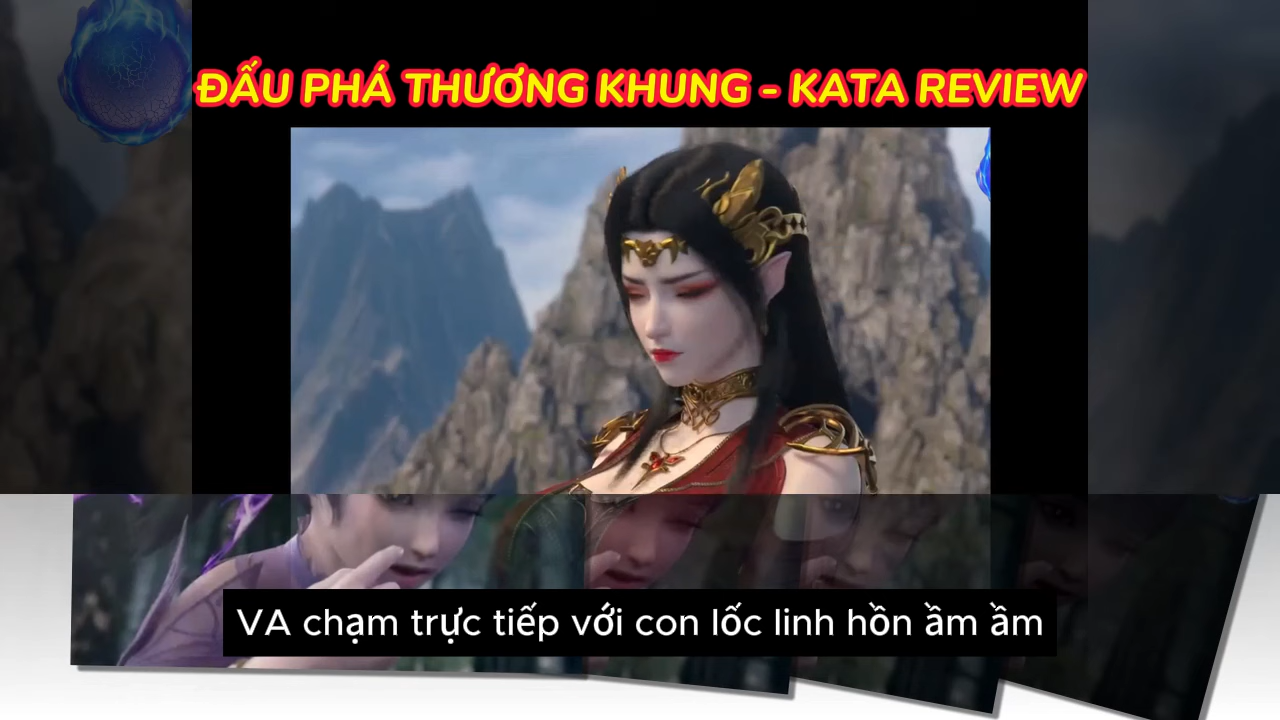 ĐẤU PHÁ THƯƠNG KHUNG - KATA REVIEW
VA chạm trực tiếp với con lốc linh hồn ầm ầm